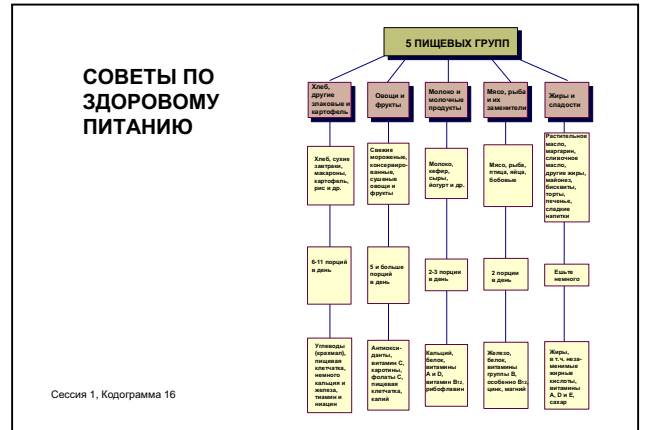 СОВЕТЫ ПО
ЗДОРОВОМУ
ПИТАНИЮ
5 ПИЩЕВЫХ ГРУПП
Хлеб,
другие
злаковые и
картофель
Овощи и
фрукты
Молоко и
молочные
продукты
Мясо, рыба
и их
заменители
Жиры и
сладости
Хлеб, сухие
завтраки,
макароны,
картофель,
рис и др.
Свежие
мороженые,
консервиро-
ванные,
сушеные
овощи и
фрукты
Молоко,
кефир,
сыры,
йогурт и др.
Мясо, рыба,
птица, яйца,
бобовые
Растительное
масло,
маргарин,
сливочное
масло,
другие жиры,
майонез,
бисквиты,
торты,
печенье,
сладкие
напитки
6-11 порций
в день
5 и больше
порций
в день
2-3 порции
в день
2 порции
в день
Ешьте
немного
Углеводы
(крахмал),
пищевая
клетчатка,
немного
кальция и
железа,
тиамин и
ниацин
Антиокси-
данты,
витамин С,
каротины,
фолаты С,
пищевая
клетчатка,
калий
Кальций,
белок,
витамины
А и D,
витамин В12,
рибофлавин
Железо,
белок,
витамины
группы В,
особенно В12,
цинк, магний
Жиры,
в т.ч. неза-
менимые
жирные
кислоты,
витамины
А, D и Е,
сахар
Сессия 1, Кодограмма 16